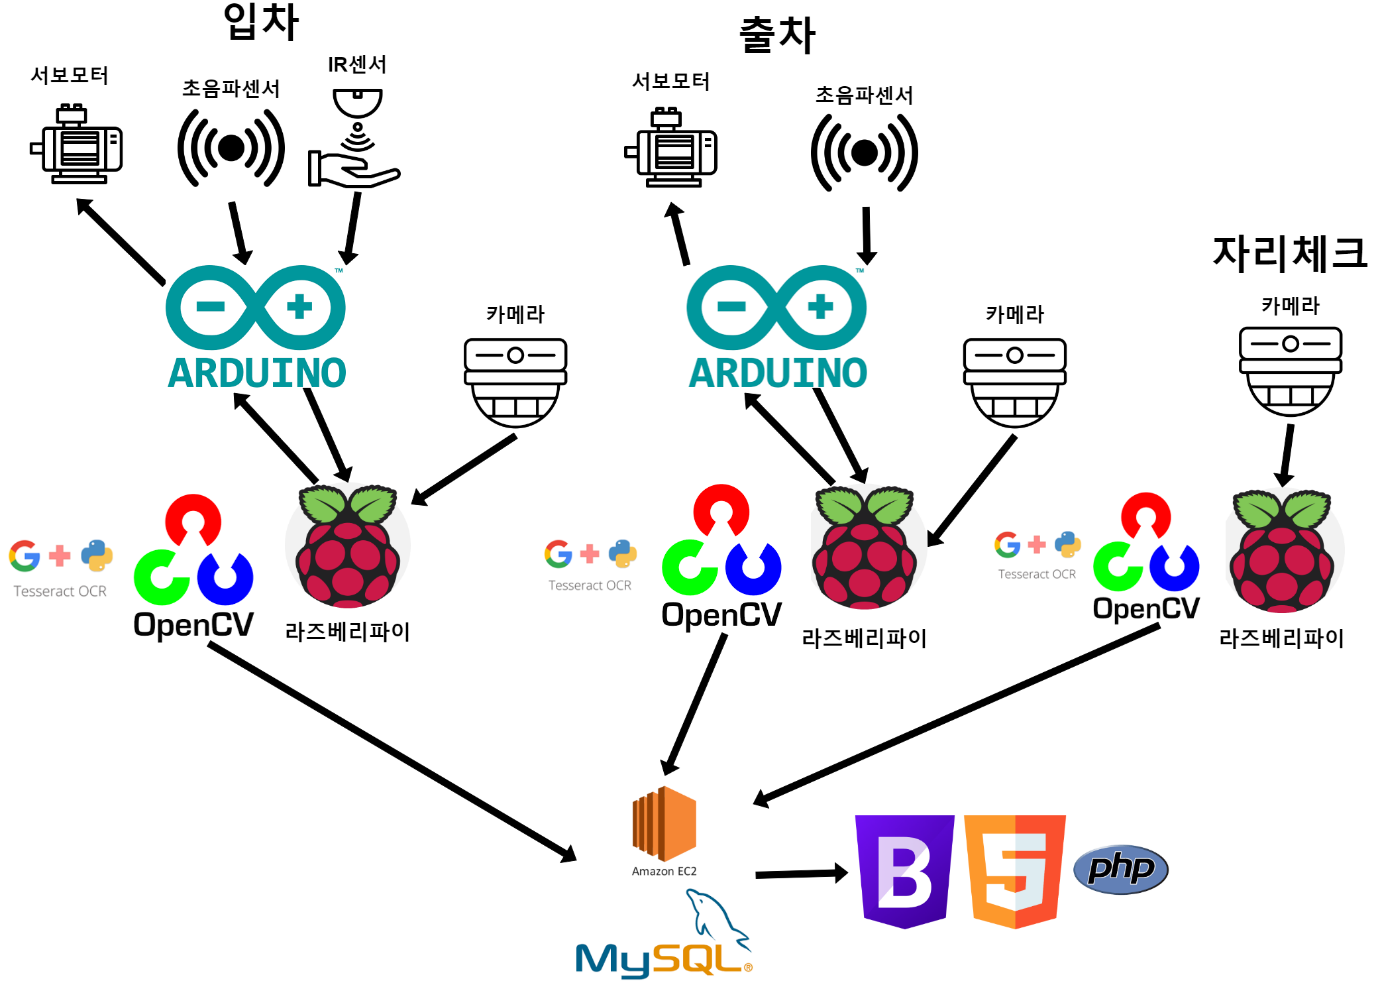 입차
출차
서보모터
초음파센서
IR센서
서보모터
초음파센서
자리체크
™
ARDUINO
카메라
™
ARDUINO
카메라
카메라
G
Tesseract OCR
OpenCV
라즈베리파이
G
Tesseract OCR
OpenCV
라즈베리파이
G
Tesseract OCR
OpenCV
라즈베리파이
Amazon EC2
MySQL®
B
5
php